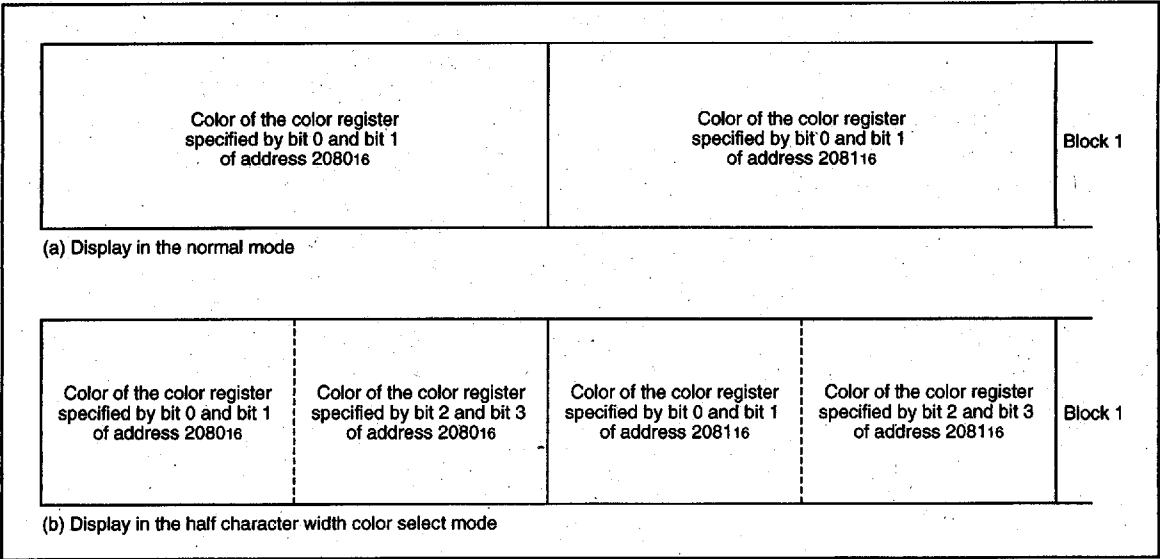 Color of the color register
specified by bit 0 and bit 1
of address 2080₁₆
Color of the color register
specified by bit 0 and bit 1
of address 2081₁₆
Block 1
(a) Display in the normal mode
Color of the color register
specified by bit 0 and bit 1
of address 2080₁₆
Color of the color register
specified by bit 2 and bit 3
of address 2080₁₆
Color of the color register
specified by bit 0 and bit 1
of address 2081₁₆
Color of the color register
specified by bit 2 and bit 3
of address 2081₁₆
Block 1
(b) Display in the half character width color select mode